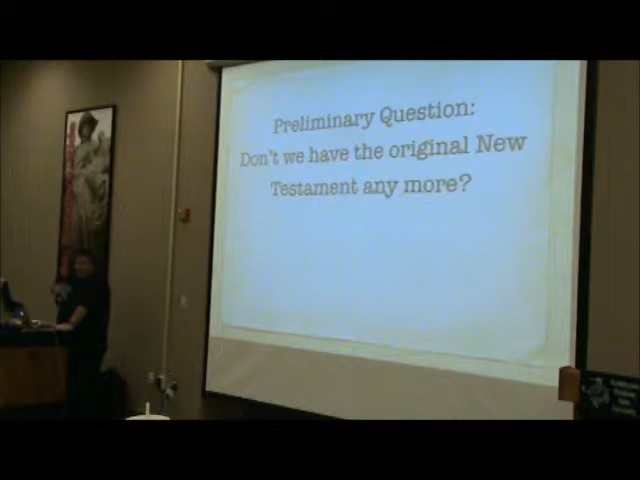 Preliminary Question:
Don't we have the original New
Testament any more?